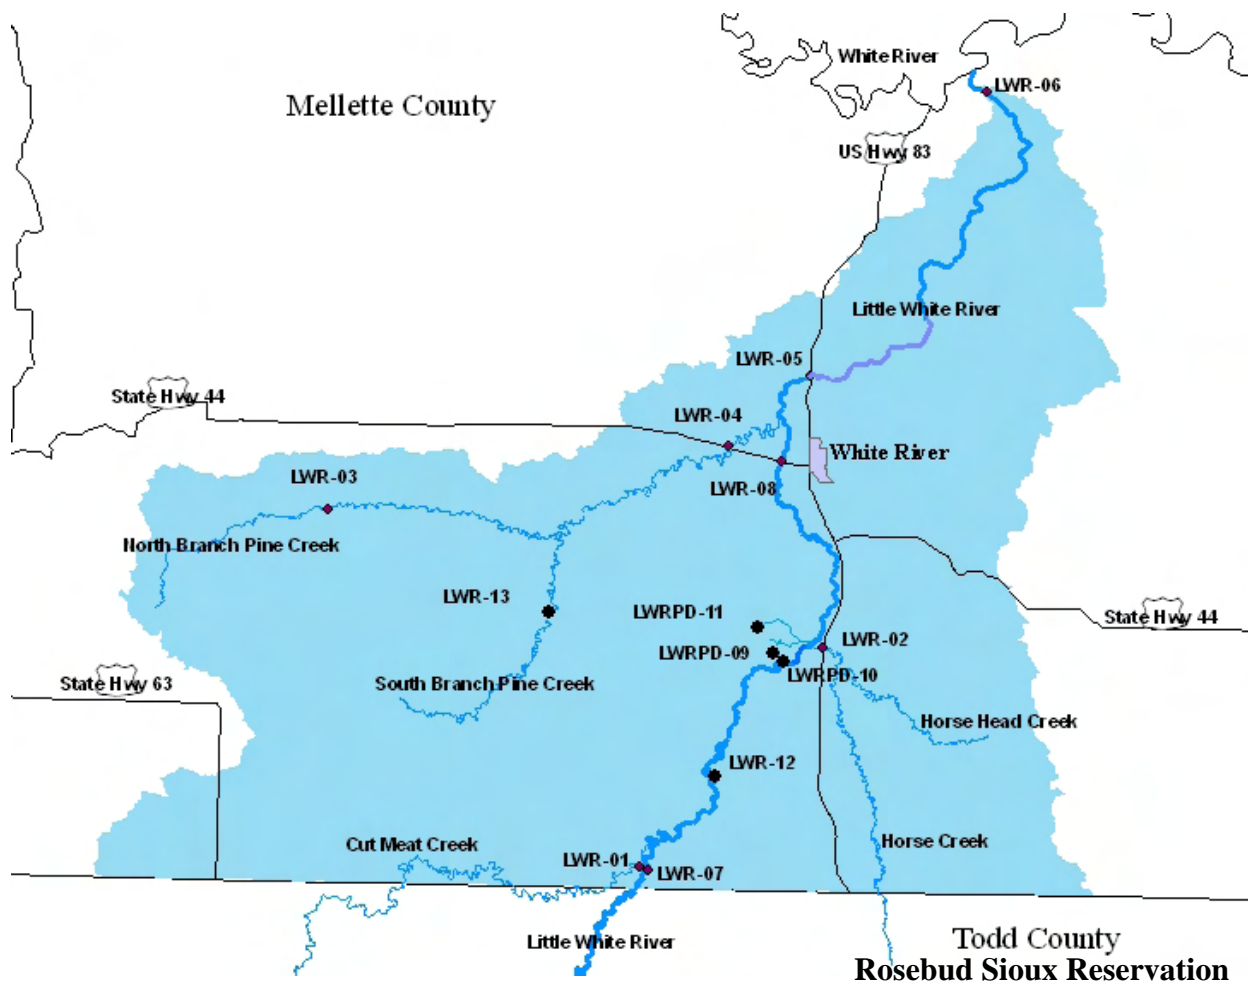 White River
LWR-06
Mellette County
US Hwy 83
Little White River
LWR-05
State Hwy 44
LWR-04
White River
LWR-03
LWR-08
North Branch Pine Creek
LWR-13
LWRPD-11
State Hwy 44
LWR-02
LWRPD-09
LWRPD-10
State Hwy 63
South Branch Pine Creek
Horse Head Creek
LWR-12
Cut Meat Creek
Horse Creek
LWR-01
LWR-07
Little White River
Todd County
Rosebud Sioux Reservation